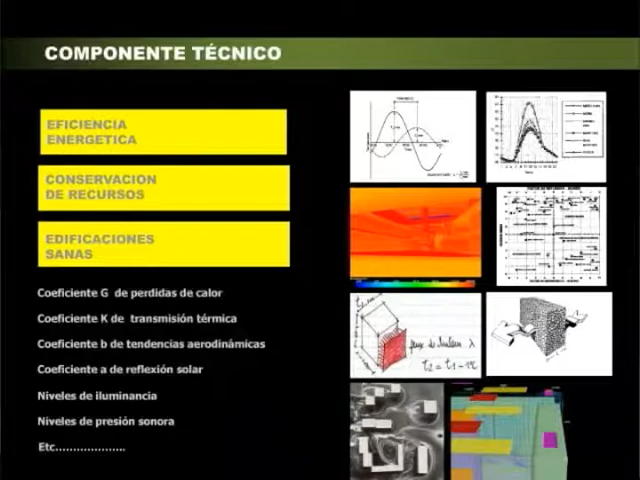 COMPONENTE TÉCNICO
EFICIENCIA
ENERGETICA
CONSERVACION
DE RECURSOS
EDIFICACIONES
SANAS
Coeficiente G de perdidas de calor
Coeficiente K de transmisión térmica
Coeficiente b de tendencias aerodinámicas
Coeficiente a de reflexión solar
Niveles de iluminancia
Niveles de presión sonora
Etc....................